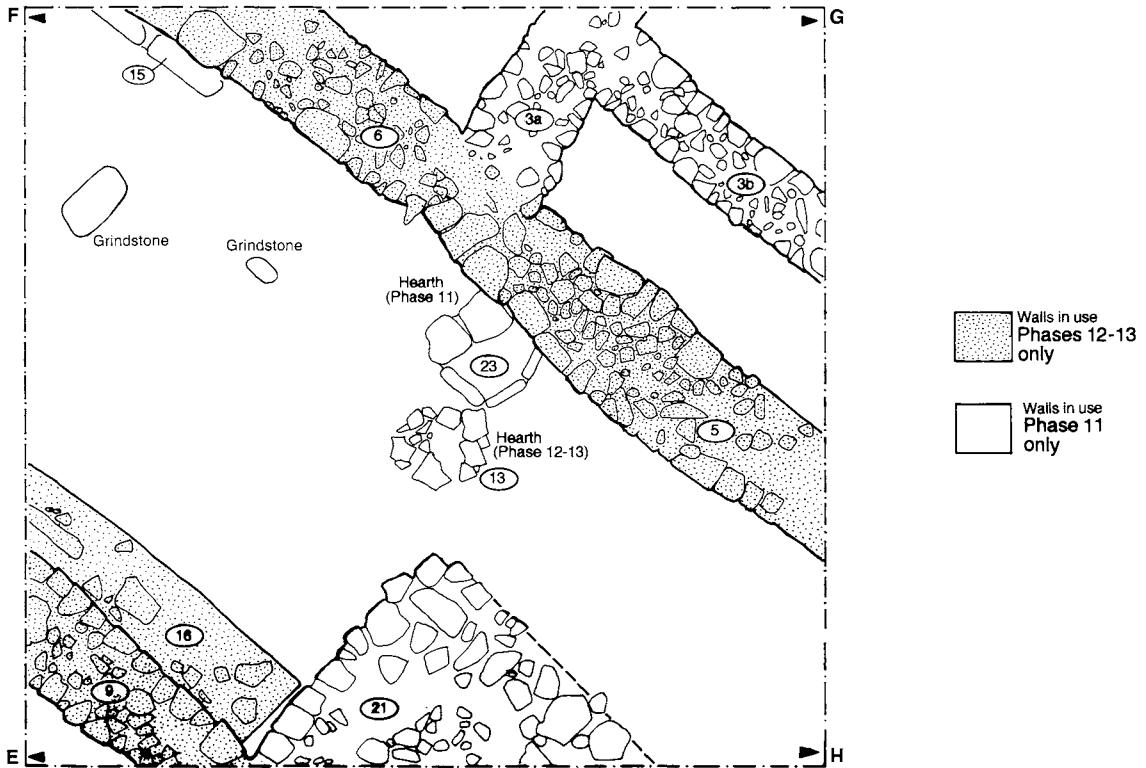 F
G
15
6
3a
3b
Grindstone
Grindstone
Hearth
(Phase 11)
23
Hearth
(Phase 12-13)
13
5
16
9
21
E
H
Walls in use
Phases 12-13
only
Walls in use
Phase 11
only